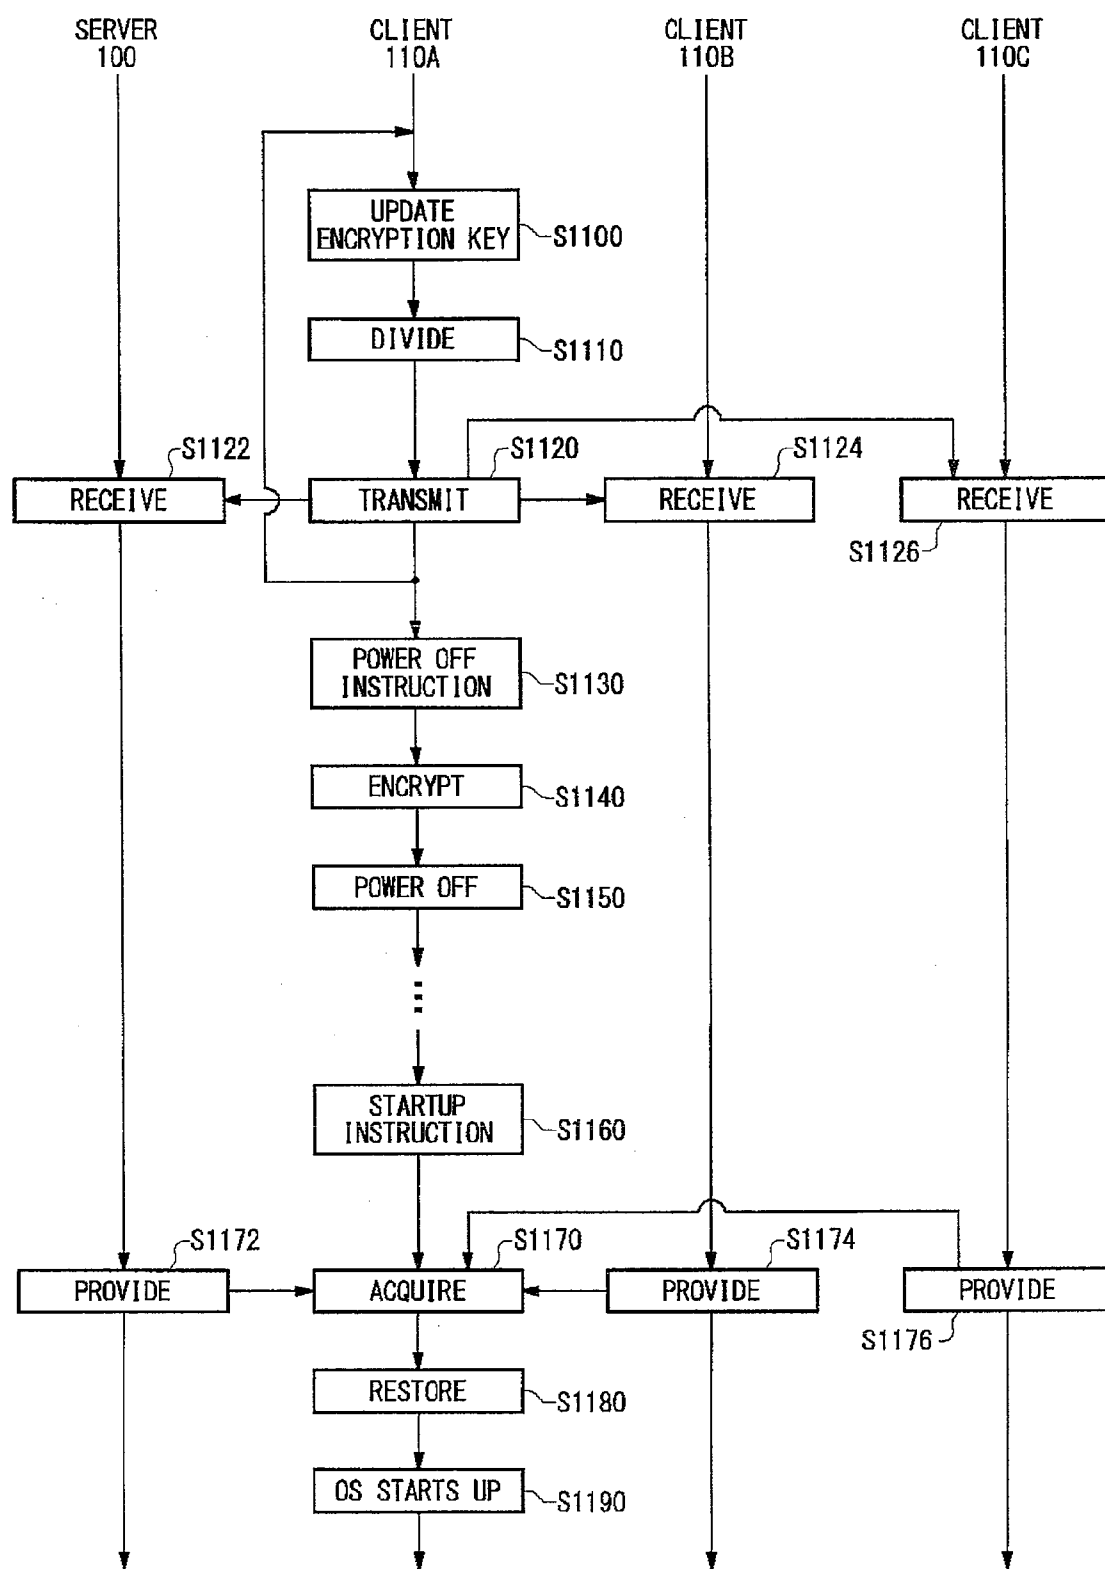 SERVER
100
CLIENT
110A
CLIENT
110B
CLIENT
110C
UPDATE
ENCRYPTION KEY
S1100
DIVIDE
S1110
S1122
S1120
S1124
RECEIVE
TRANSMIT
RECEIVE
RECEIVE
S1126
POWER OFF
INSTRUCTION
S1130
ENCRYPT
S1140
POWER OFF
S1150
STARTUP
INSTRUCTION
S1160
S1172
S1170
S1174
PROVIDE
ACQUIRE
PROVIDE
PROVIDE
S1176
RESTORE
S1180
OS STARTS UP
S1190